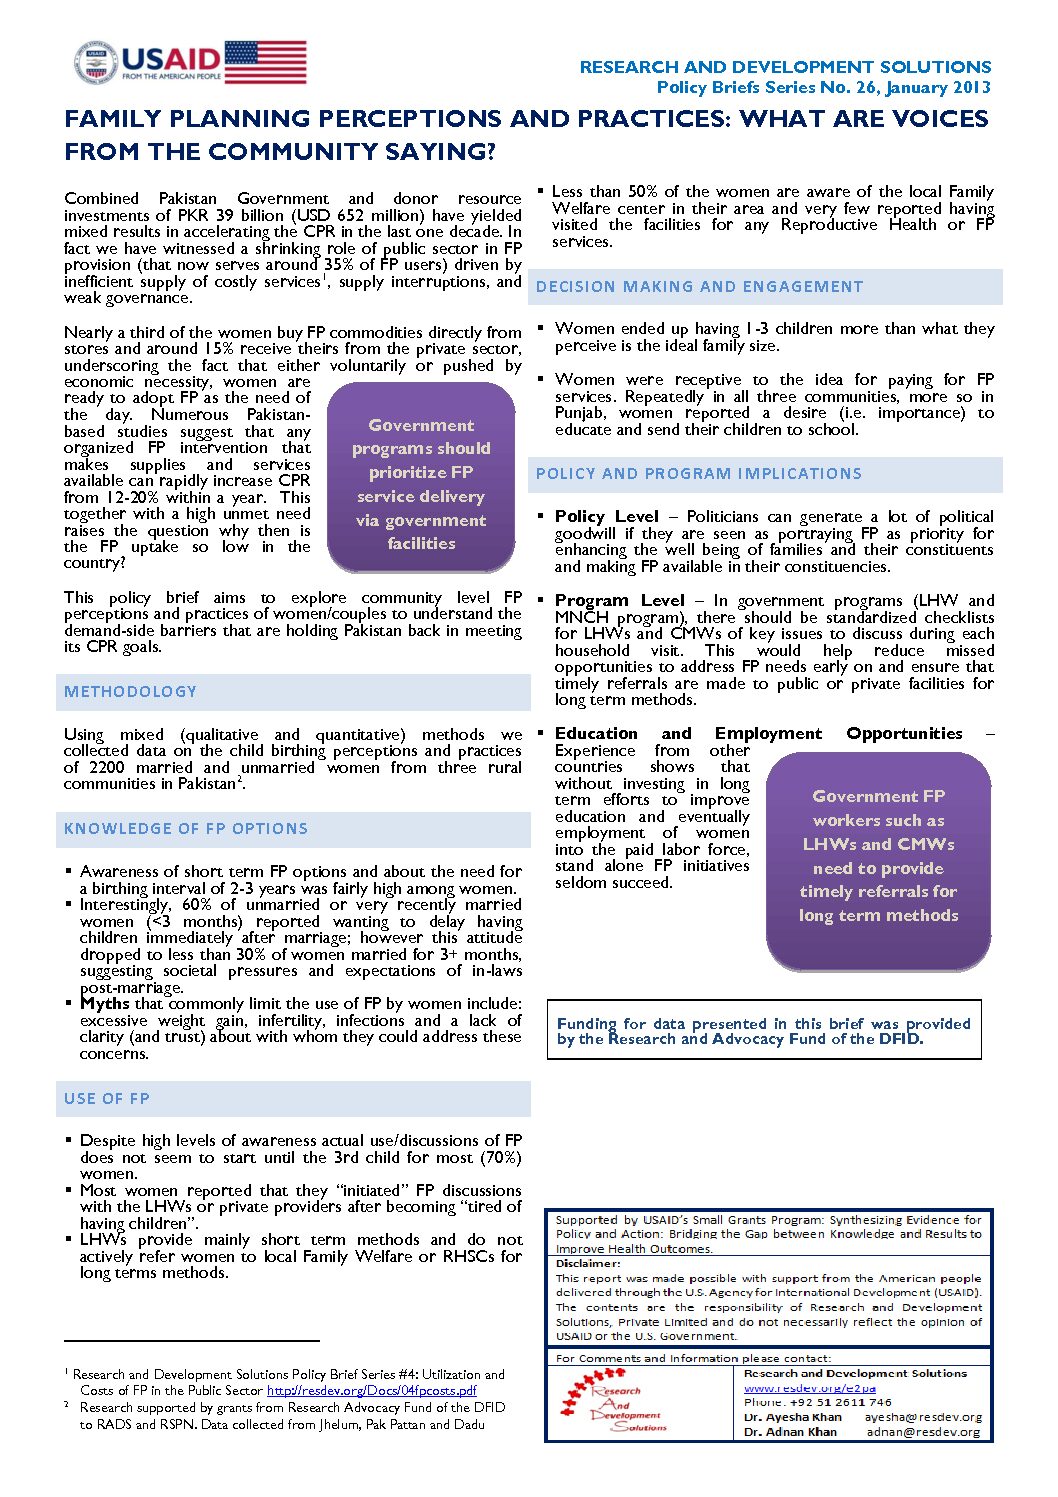 USAID
FROM THE AMERICAN PEOPLE
RESEARCH AND DEVELOPMENT SOLUTIONS
Policy Briefs Series No. 26, January 2013
FAMILY PLANNING PERCEPTIONS AND PRACTICES: WHAT ARE VOICES
FROM THE COMMUNITY SAYING?
Combined Pakistan Government and donor resource
investments of PKR 39 billion (USD 652 million) have yielded
mixed results in accelerating the CPR in the last one decade. In
fact we have witnessed a shrinking role of public sector in FP
provision (that now serves around 35% of FP users) driven by
inefficient supply of costly services1, supply interruptions, and
weak governance.
Nearly a third of the women buy FP commodities directly from
stores and around 15% receive theirs from the private sector,
underscoring the fact that either voluntarily or pushed by
economic necessity, women are
ready to adopt FP as the need of
the day. Numerous Pakistan-
based studies suggest that any
organized FP intervention that
makes supplies and services
available can rapidly increase CPR
from 12-20% within a year. This
together with a high unmet need
raises the question why then is
the FP uptake so low in the
country?
Government
programs should
prioritize FP
service delivery
via government
facilities
This policy brief aims to explore community level FP
perceptions and practices of women/couples to understand the
demand-side barriers that are holding Pakistan back in meeting
its CPR goals.
METHODOLOGY
Using mixed (qualitative and quantitative) methods we
collected data on the child birthing perceptions and practices
of 2200 married and unmarried women from three rural
communities in Pakistan2.
KNOWLEDGE OF FP OPTIONS
▪ Awareness of short term FP options and about the need for
a birthing interval of 2-3 years was fairly high among women.
▪ Interestingly, 60% of unmarried or very recently married
women (<3 months) reported wanting to delay having
children immediately after marriage; however this attitude
dropped to less than 30% of women married for 3+ months,
suggesting societal pressures and expectations of in-laws
post-marriage.
▪ Myths that commonly limit the use of FP by women include:
excessive weight gain, infertility, infections and a lack of
clarity (and trust) about with whom they could address these
concerns.
USE OF FP
▪ Despite high levels of awareness actual use/discussions of FP
does not seem to start until the 3rd child for most (70%)
women.
▪ Most women reported that they “initiated” FP discussions
with the LHWs or private providers after becoming “tired of
having children”.
▪ LHWs provide mainly short term methods and do not
actively refer women to local Family Welfare or RHSCs for
long terms methods.
1 Research and Development Solutions Policy Brief Series #4: Utilization and
Costs of FP in the Public Sector http://resdev.org/Docs/04fpcosts.pdf
2 Research supported by grants from Research Advocacy Fund of the DFID
to RADS and RSPN. Data collected from Jhelum, Pak Pattan and Dadu
▪ Less than 50% of the women are aware of the local Family
Welfare center in their area and very few reported having
visited the facilities for any Reproductive Health or FP
services.
DECISION MAKING AND ENGAGEMENT
▪ Women ended up having 1-3 children more than what they
perceive is the ideal family size.
▪ Women were receptive to the idea for paying for FP
services. Repeatedly in all three communities, more so in
Punjab, women reported a desire (i.e. importance) to
educate and send their children to school.
POLICY AND PROGRAM IMPLICATIONS
▪ Policy Level – Politicians can generate a lot of political
goodwill if they are seen as portraying FP as priority for
enhancing the well being of families and their constituents
and making FP available in their constituencies.
▪ Program Level – In government programs (LHW and
MNCH program), there should be standardized checklists
for LHWs and CMWs of key issues to discuss during each
household visit. This would help reduce missed
opportunities to address FP needs early on and ensure that
timely referrals are made to public or private facilities for
long term methods.
▪ Education and Employment Opportunities –
Experience from other
countries shows that
without investing in long
term efforts to improve
education and eventually
employment of women
into the paid labor force,
stand alone FP initiatives
seldom succeed.
Government FP
workers such as
LHWs and CMWs
need to provide
timely referrals for
long term methods
Funding for data presented in this brief was provided
by the Research and Advocacy Fund of the DFID.
Supported by USAID’s Small Grants Program: Synthesizing Evidence for
Policy and Action: Bridging the Gap between Knowledge and Results to
Improve Health Outcomes.
Disclaimer:
This report was made possible with support from the American people
delivered through the U.S. Agency for International Development (USAID).
The contents are the responsibility of Research and Development
Solutions, Private Limited and do not necessarily reflect the opinion of
USAID or the U.S. Government.
For Comments and Information please contact:
Research
And
Development
Solutions
Research and Development Solutions
www.resdev.org/e2pa
Phone: +92 51 2611 746
Dr. Ayesha Khan ayesha@resdev.org
Dr. Adnan Khan adnan@resdev.org